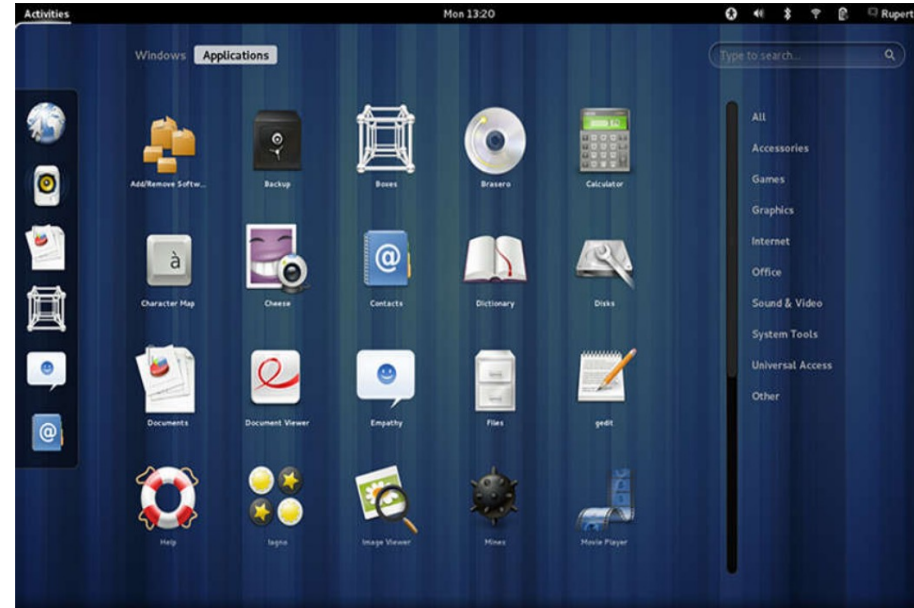 Activities Mon 13:20 Rupert
Windows Applications Type to search...
Add/Remove Softw... Backup Boxes Brasero Calculator
Character Map Cheese Contacts Dictionary Disks
Documents Document Viewer Empathy Files gedit
Help Iagno Image Viewer Mines Movie Player
All
Accessories
Games
Graphics
Internet
Office
Sound & Video
System Tools
Universal Access
Other